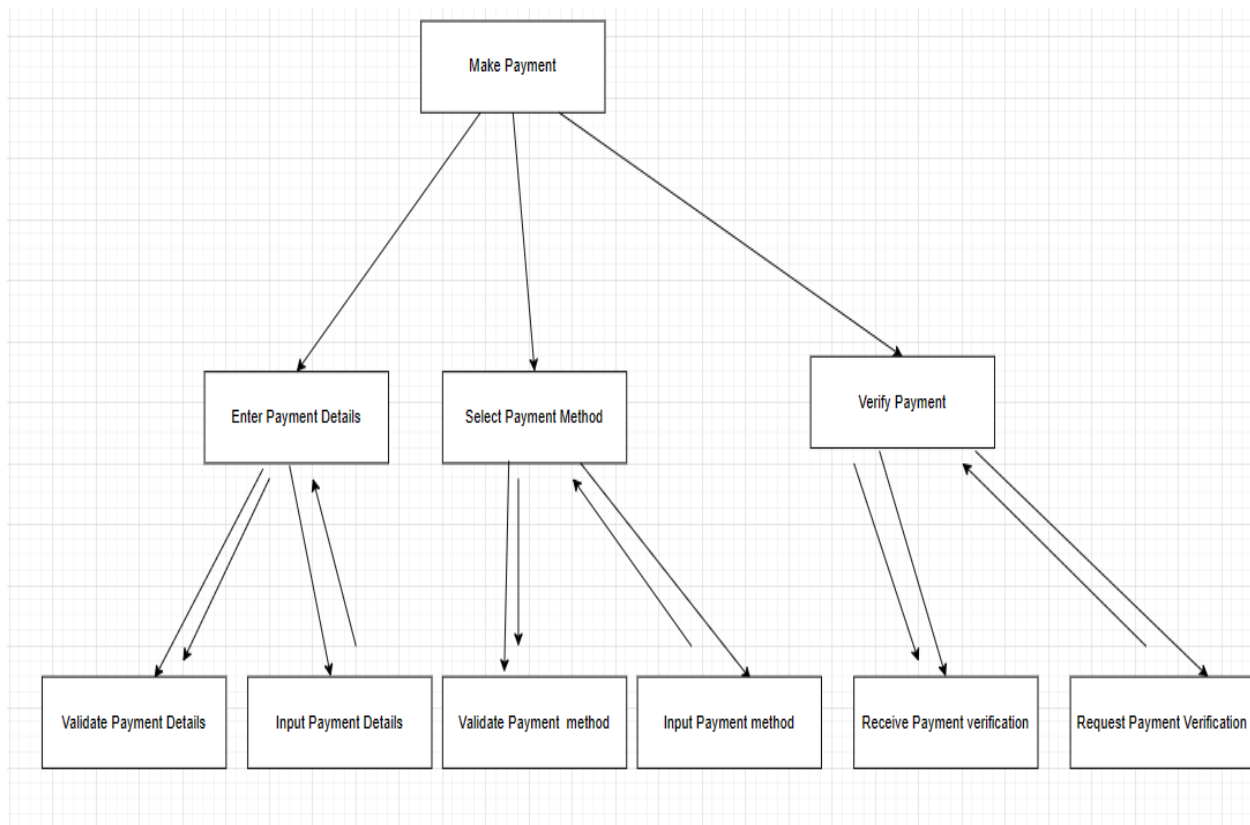 Make Payment
Enter Payment Details
Select Payment Method
Verify Payment
Validate Payment Details
Input Payment Details
Validate Payment method
Input Payment method
Receive Payment verification
Request Payment Verification